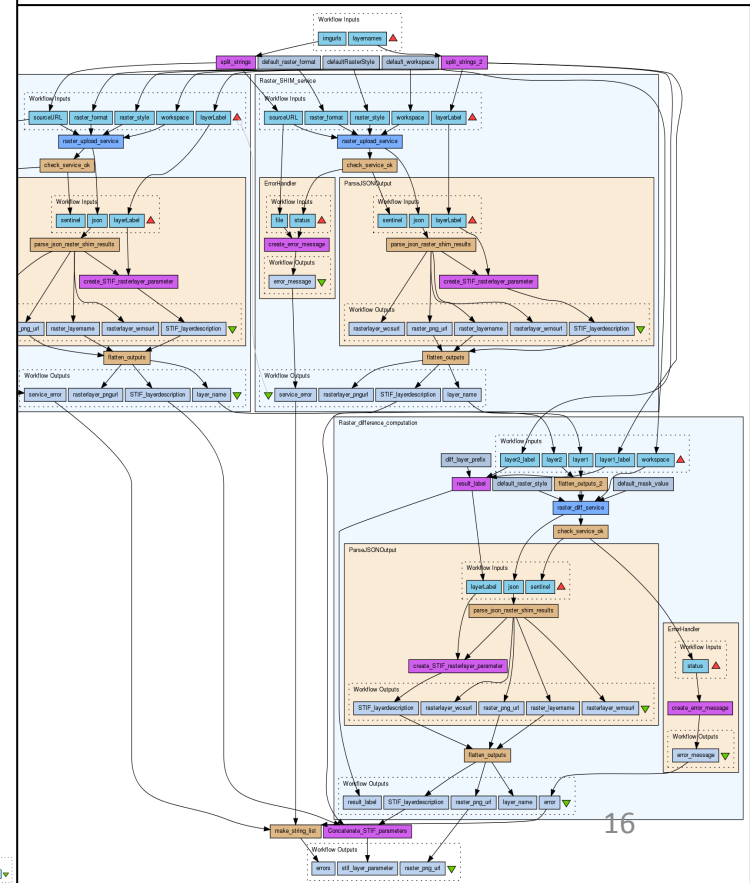 Workflow Inputs
imgurls layernames
split_strings default_raster_format defaultRasterStyle default_workspace split_strings_2
Raster_SHIM_service
Workflow Inputs
sourceURL raster_format raster_style workspace layerLabel
raster_upload_service
check_service_ok
Workflow Inputs
sentinel json layerLabel
parse_json_raster_shim_results
create_STIF_rasterlayer_parameter
_png_url raster_layername rasterlayer_wmsurl STIF_layerdescription
flatten_outputs
Workflow Outputs
service_error rasterlayer_pngurl STIF_layerdescription layer_name
Workflow Inputs
sourceURL raster_format raster_style workspace layerLabel
raster_upload_service
check_service_ok
ErrorHandler
Workflow Inputs
file status
create_error_message
Workflow Outputs
error_message
ParseJSONOutput
Workflow Inputs
sentinel json layerLabel
parse_json_raster_shim_results
create_STIF_rasterlayer_parameter
Workflow Outputs
rasterlayer_wcsurl raster_png_url raster_layername rasterlayer_wmsurl STIF_layerdescription
flatten_outputs
Workflow Outputs
service_error rasterlayer_pngurl STIF_layerdescription layer_name
Raster_difference_computation
Workflow Inputs
diff_layer_prefix layer2_label layer2 layer1 layer1_label workspace
result_label default_raster_style flatten_outputs_2 default_mask_value
raster_diff_service
check_service_ok
ParseJSONOutput
Workflow Inputs
layerLabel json sentinel
parse_json_raster_shim_results
create_STIF_rasterlayer_parameter
Workflow Outputs
STIF_layerdescription rasterlayer_wcsurl raster_png_url raster_layername rasterlayer_wmsurl
ErrorHandler
Workflow Inputs
status
create_error_message
Workflow Outputs
error_message
flatten_outputs
Workflow Outputs
result_label STIF_layerdescription raster_png_url layer_name error
16
make_string_list Concatenate_STIF_parameters
Workflow Outputs
errors stif_layer_parameter raster_png_url